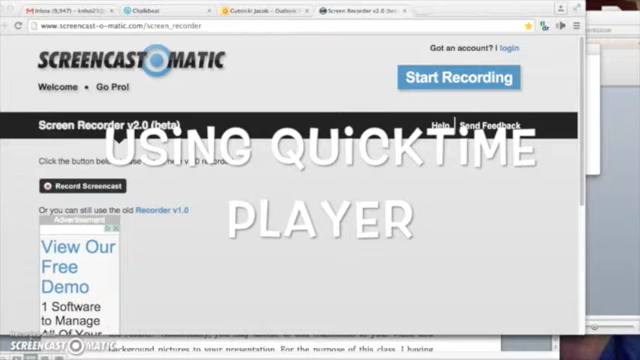 Chalkbeat
Screen Recorder v2.0 (beta)
www.screencast-o-matic.com/screen_recorder
SCREENCAST-O-MATIC
Got an account? | login
Welcome • Go Pro!
Start Recording
Screen Recorder v2.0 (beta)
Help | Send Feedback
USING QUICKTIME
PLAYER
Click the button below
Record Screencast
Or you can still use the old Recorder v1.0
Advertisement
View Our
Free
Demo
1 Software
to Manage
All Of Your
SCREENCAST-O-MATIC
background pictures to your presentation. For the purpose of this class, I having